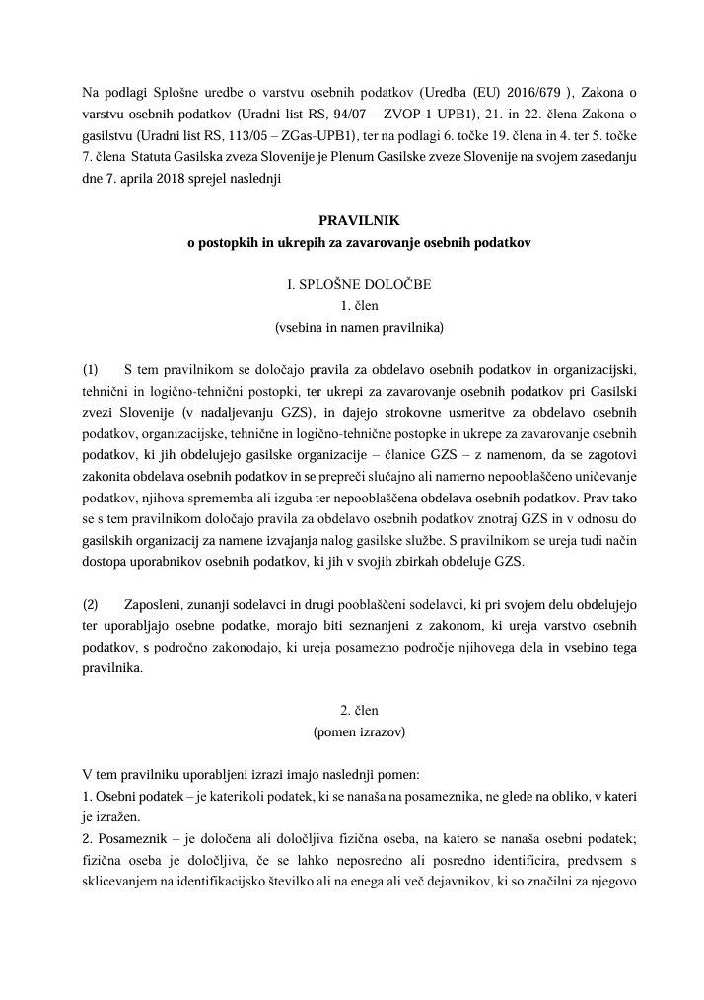 Na podlagi Splošne uredbe o varstvu osebnih podatkov (Uredba (EU) 2016/679 ), Zakona o
varstvu osebnih podatkov (Uradni list RS, 94/07 – ZVOP-1-UPB1), 21. in 22. člena Zakona o
gasilstvu (Uradni list RS, 113/05 – ZGas-UPB1), ter na podlagi 6. točke 19. člena in 4. ter 5. točke
7. člena Statuta Gasilska zveza Slovenije je Plenum Gasilske zveze Slovenije na svojem zasedanju
dne 7. aprila 2018 sprejel naslednji
PRAVILNIK
o postopkih in ukrepih za zavarovanje osebnih podatkov
I. SPLOŠNE DOLOČBE
1. člen
(vsebina in namen pravilnika)
(1) S tem pravilnikom se določajo pravila za obdelavo osebnih podatkov in organizacijski,
tehnični in logično-tehnični postopki, ter ukrepi za zavarovanje osebnih podatkov pri Gasilski
zvezi Slovenije (v nadaljevanju GZS), in dajejo strokovne usmeritve za obdelavo osebnih
podatkov, organizacijske, tehnične in logično-tehnične postopke in ukrepe za zavarovanje osebnih
podatkov, ki jih obdelujejo gasilske organizacije – članice GZS – z namenom, da se zagotovi
zakonita obdelava osebnih podatkov in se prepreči slučajno ali namerno nepooblaščeno uničevanje
podatkov, njihova sprememba ali izguba ter nepooblaščena obdelava osebnih podatkov. Prav tako
se s tem pravilnikom določajo pravila za obdelavo osebnih podatkov znotraj GZS in v odnosu do
gasilskih organizacij za namene izvajanja nalog gasilske službe. S pravilnikom se ureja tudi način
dostopa uporabnikov osebnih podatkov, ki jih v svojih zbirkah obdeluje GZS.
(2) Zaposleni, zunanji sodelavci in drugi pooblaščeni sodelavci, ki pri svojem delu obdelujejo
ter uporabljajo osebne podatke, morajo biti seznanjeni z zakonom, ki ureja varstvo osebnih
podatkov, s področno zakonodajo, ki ureja posamezno področje njihovega dela in vsebino tega
pravilnika.
2. člen
(pomen izrazov)
V tem pravilniku uporabljeni izrazi imajo naslednji pomen:
1. Osebni podatek – je katerikoli podatek, ki se nanaša na posameznika, ne glede na obliko, v kateri
je izražen.
2. Posameznik – je določena ali določljiva fizična oseba, na katero se nanaša osebni podatek;
fizična oseba je določljiva, če se lahko neposredno ali posredno identificira, predvsem s
sklicevanjem na identifikacijsko številko ali na enega ali več dejavnikov, ki so značilni za njegovo